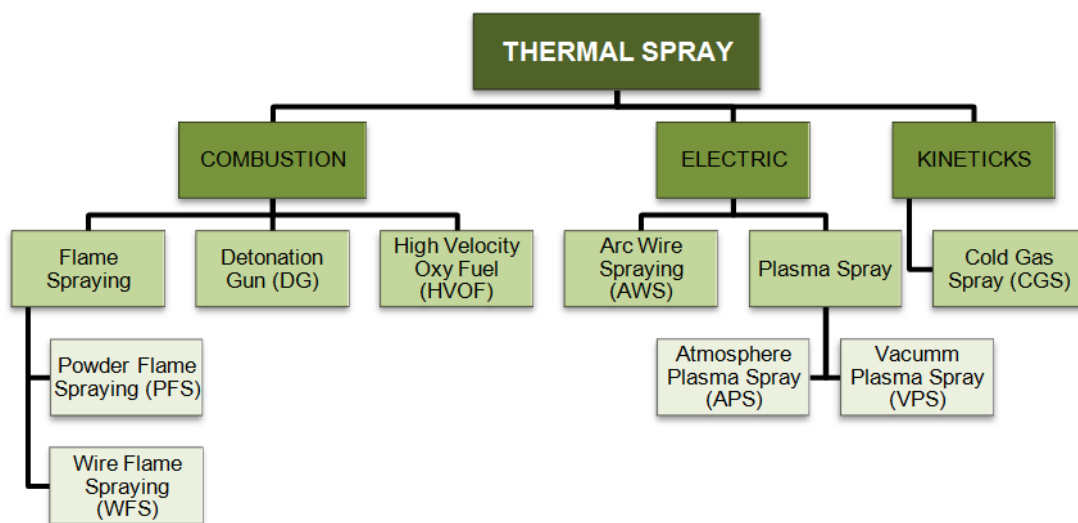 THERMAL SPRAY
COMBUSTION
ELECTRIC
KINETICKS
Flame
Spraying
Detonation
Gun (DG)
High Velocity
Oxy Fuel
(HVOF)
Arc Wire
Spraying
(AWS)
Plasma Spray
Cold Gas
Spray (CGS)
Powder Flame
Spraying (PFS)
Atmosphere
Plasma Spray
(APS)
Vacumm
Plasma Spray
(VPS)
Wire Flame
Spraying
(WFS)